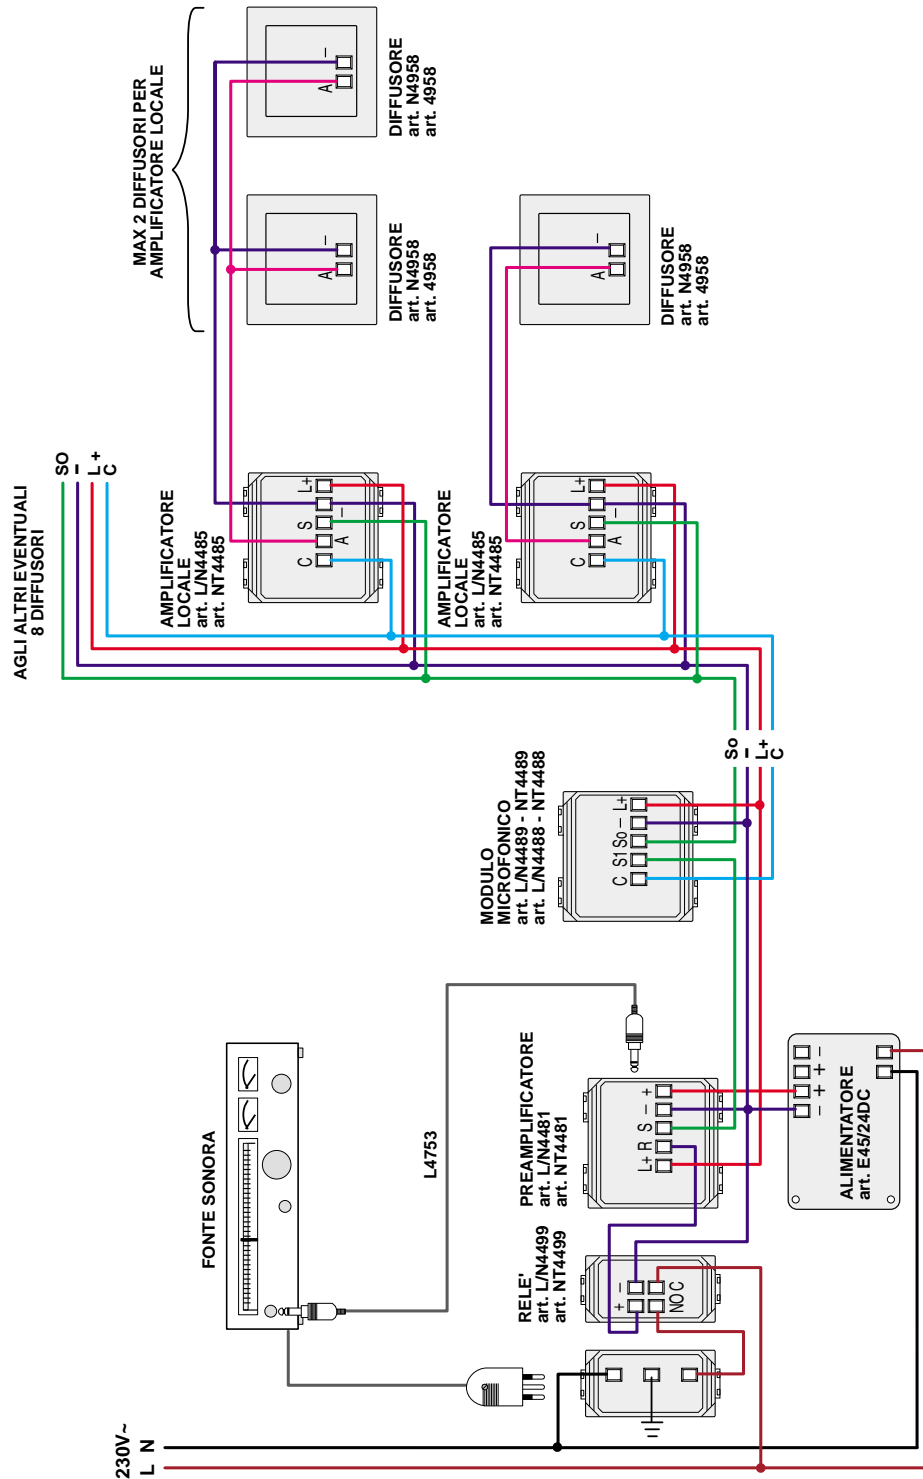 230V~
L N
FONTE SONORA
L4753
RELE'
art. L/N4499
art. NT4499
+ −
NO C
PREAMPLIFICATORE
art. L/N4481
art. NT4481
L+ R S − +
ALIMENTATORE
art. E45/24DC
− + + −
MODULO
MICROFONICO
art. L/N4489 - NT4489
art. L/N4488 - NT4488
C S1 So − L+
So
−
L+
C
AGLI ALTRI EVENTUALI
8 DIFFUSORI
SO
−
L+
C
AMPLIFICATORE
LOCALE
art. L/N4485
art. NT4485
C A S − L+
AMPLIFICATORE
LOCALE
art. L/N4485
art. NT4485
C A S − L+
MAX 2 DIFFUSORI PER
AMPLIFICATORE LOCALE
A −
DIFFUSORE
art. N4958
art. 4958
A −
DIFFUSORE
art. N4958
art. 4958
A −
DIFFUSORE
art. N4958
art. 4958